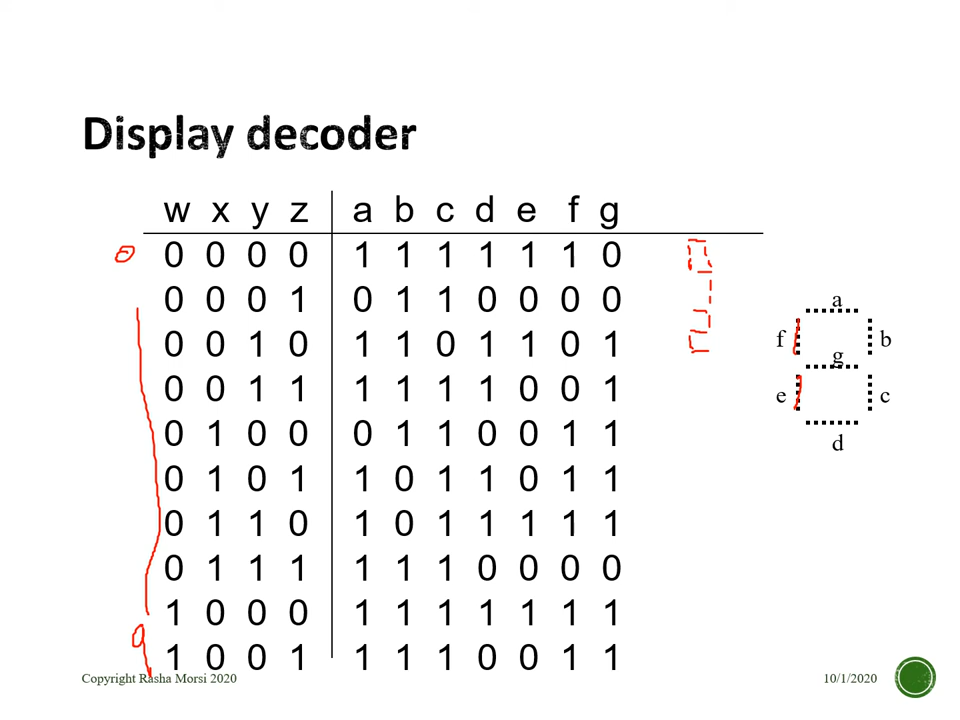 Display decoder
w x y z a b c d e f g
0 0 0 0 0 1 1 1 1 1 1 0
0 0 0 1 0 1 1 0 0 0 0
0 0 1 0 1 1 0 1 1 0 1
0 0 1 1 1 1 1 1 0 0 1
0 1 0 0 0 1 1 0 0 1 1
0 1 0 1 1 0 1 1 0 1 1
0 1 1 0 1 0 1 1 1 1 1
0 1 1 1 1 1 1 0 0 0 0
1 0 0 0 1 1 1 1 1 1 1
9 1 0 0 1 1 1 1 0 0 1 1
a
f b
g
e c
d
Copyright Rasha Morsi 2020 10/1/2020